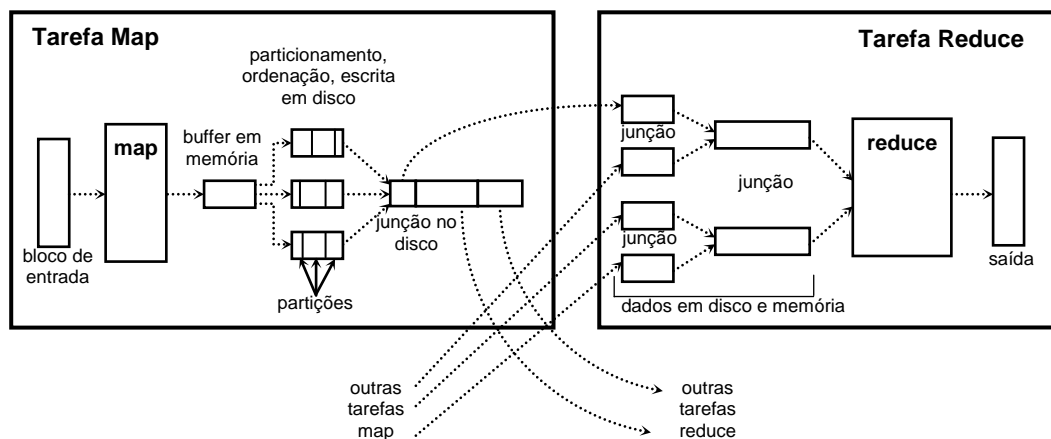 Tarefa Map
particionamento,
ordenação, escrita
em disco
map
buffer em
memória
bloco de
entrada
junção no
disco
partições
Tarefa Reduce
junção
junção
junção
reduce
saída
dados em disco e memória
outras
tarefas
map
outras
tarefas
reduce